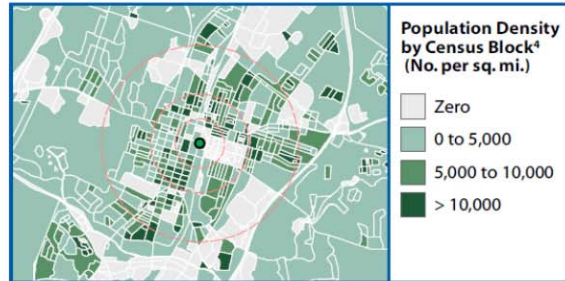 Population Density
by Census Block⁴
(No. per sq. mi.)
Zero
0 to 5,000
5,000 to 10,000
> 10,000